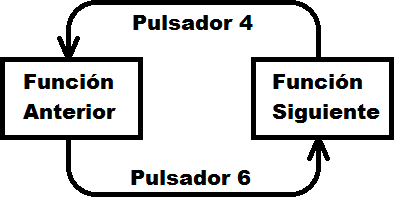 Pulsador 4
Función
Anterior
Función
Siguiente
Pulsador 6